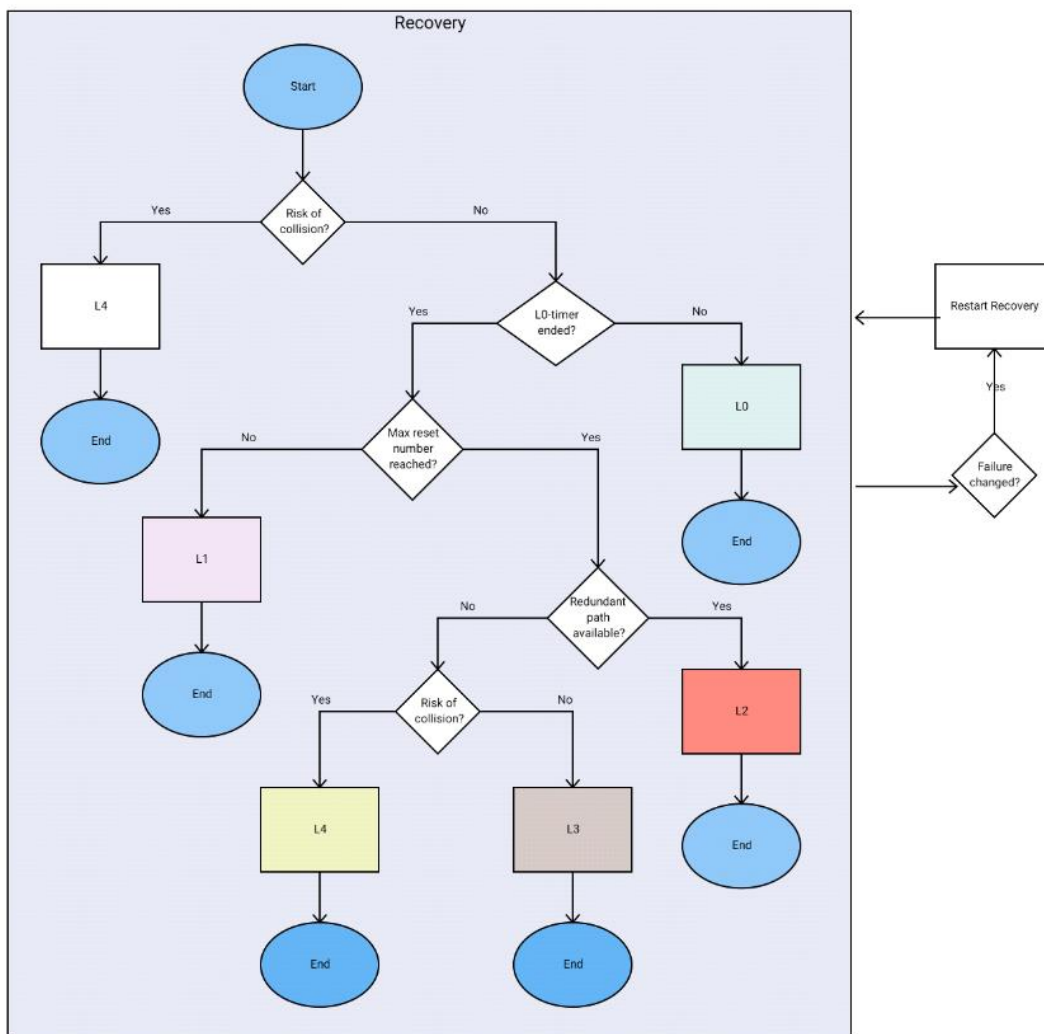 Recovery
Start
Risk of
collision?
Yes
No
L4
End
L0-timer
ended?
Yes
No
L0
End
Max reset
number
reached?
No
Yes
L1
End
Redundant
path
available?
No
Yes
Risk of
collision?
Yes
No
L2
End
L4
End
L3
End
Restart Recovery
Yes
Failure
changed?